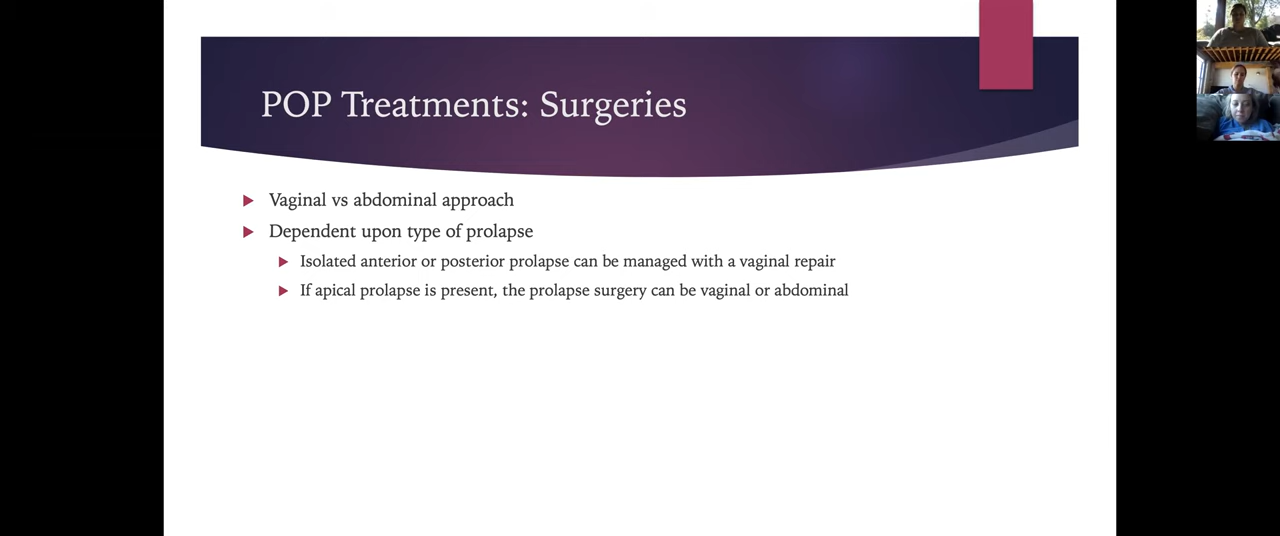 POP Treatments: Surgeries
Vaginal vs abdominal approach
Dependent upon type of prolapse
Isolated anterior or posterior prolapse can be managed with a vaginal repair
If apical prolapse is present, the prolapse surgery can be vaginal or abdominal